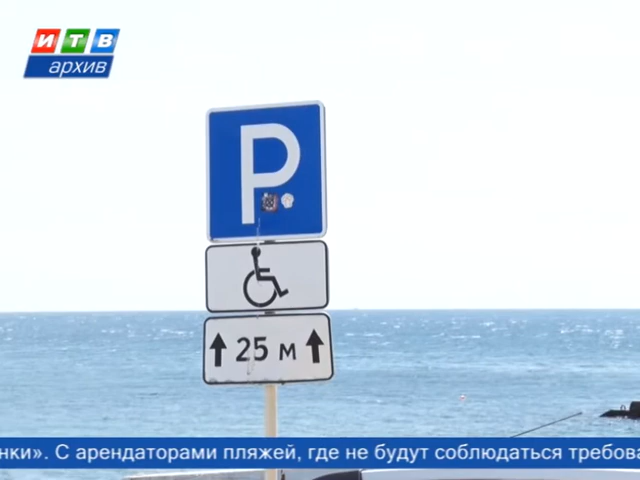 ИТВ
архив
P
25 м
нки». С арендаторами пляжей, где не будут соблюдаться требова